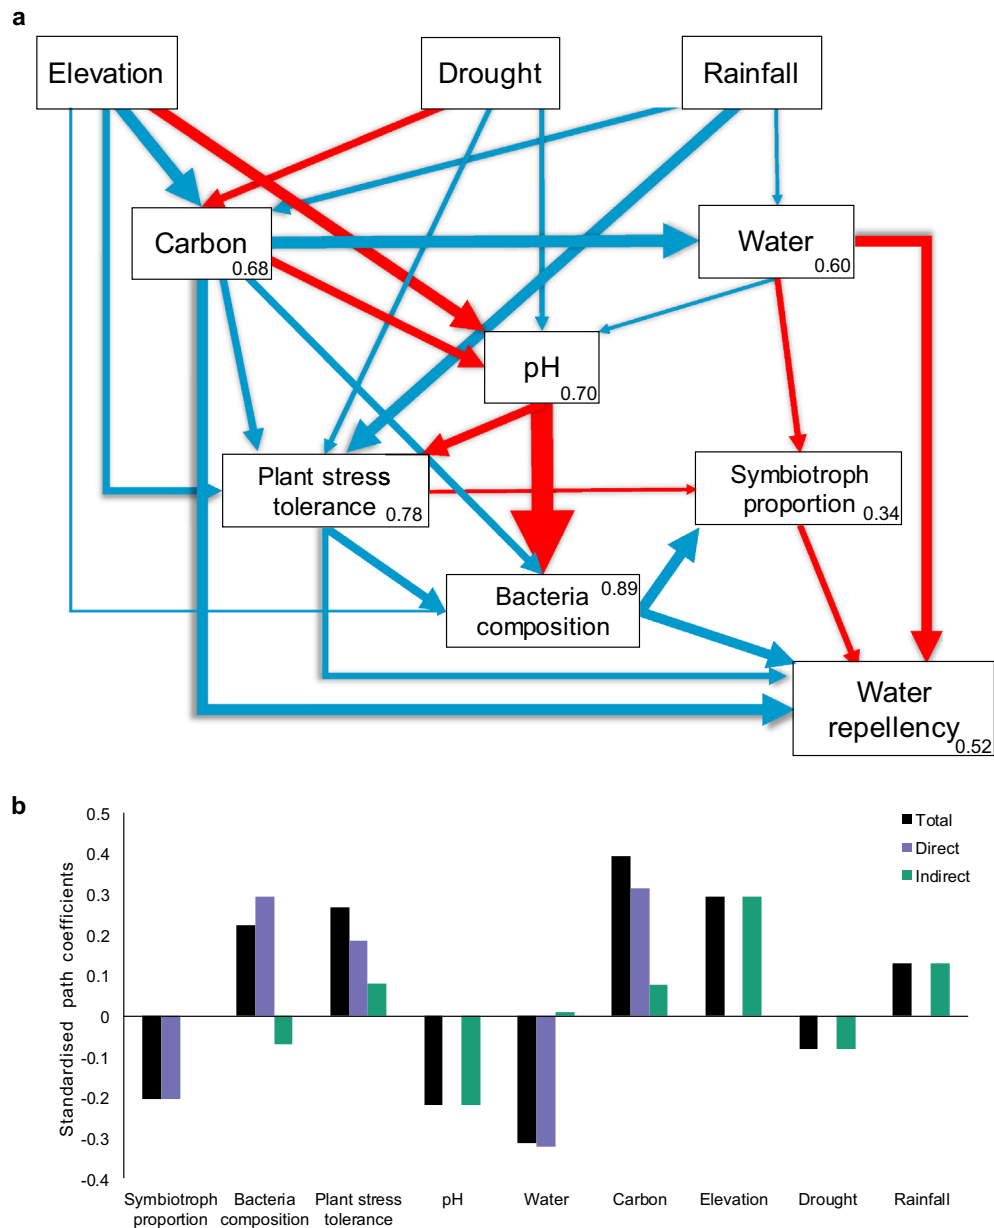 a
Elevation
Drought
Rainfall
Carbon
0.68
Water
0.60
pH
0.70
Plant stress
tolerance
0.78
Symbiotroph
proportion
0.34
Bacteria
composition
0.89
Water
repellency
0.52
b
Standardised path coefficients
0.5
0.4
0.3
0.2
0.1
0
-0.1
-0.2
-0.3
-0.4
Total
Direct
Indirect
Symbiotroph
proportion
Bacteria
composition
Plant stress
tolerance
pH
Water
Carbon
Elevation
Drought
Rainfall